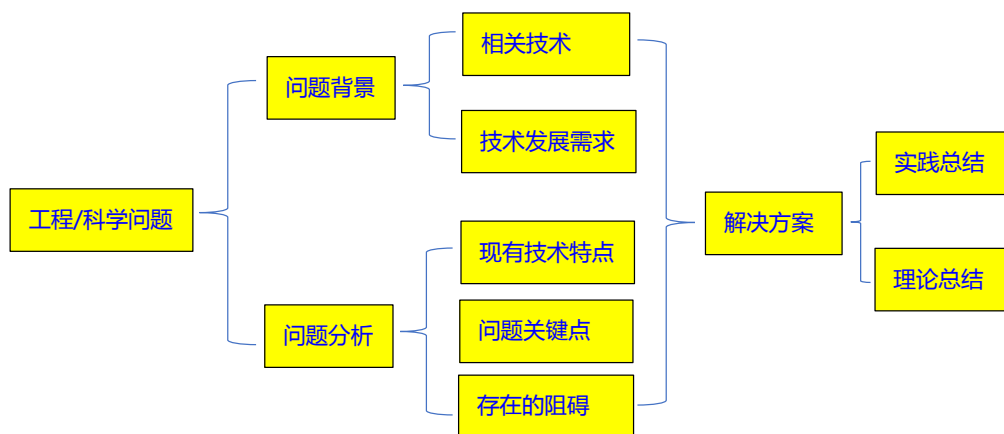 工程/科学问题
问题背景
相关技术
技术发展需求
问题分析
现有技术特点
问题关键点
存在的阻碍
解决方案
实践总结
理论总结